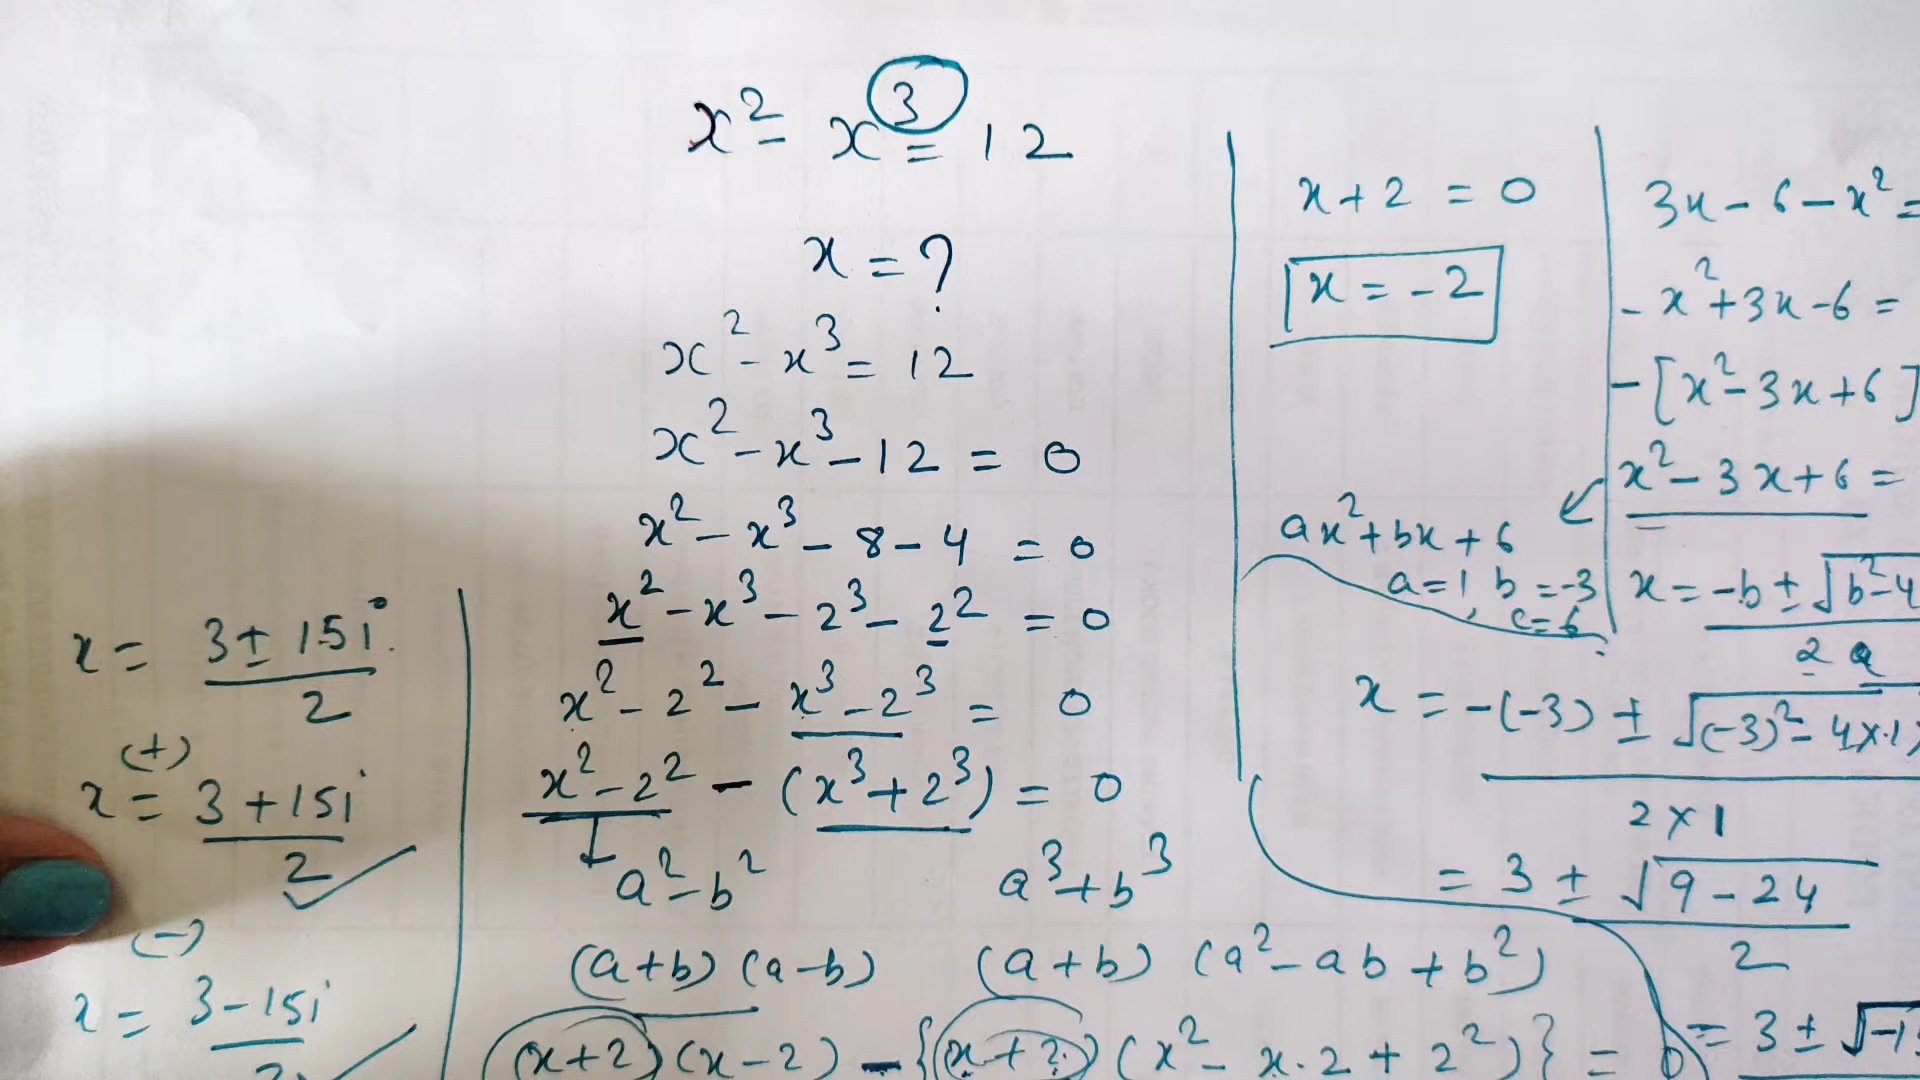 x² - x³ = 12
x = ?
x² - x³ = 12
x² - x³ - 12 = 0
x² - x³ - 8 - 4 = 0
x² - x³ - 2³ - 2² = 0
x² - 2² - x³ - 2³ = 0
x² - 2² - (x³ + 2³) = 0
a² - b² a³ + b³
(a+b) (a-b) (a+b) (a² - ab + b²)
(x+2) (x-2) - {(x+2) (x² - x.2 + 2²)} = 0
x + 2 = 0
x = -2
3x - 6 - x² =
- x² + 3x - 6 =
- [x² - 3x + 6]
x² - 3x + 6 =
ax² + bx + 6
a = 1, b = -3
c = 6
x = -b ± √b² - 4
2a
x = -(-3) ± √(-3)² - 4×1×
2 × 1
= 3 ± √9 - 24
2
= 3 ± √-1
x = 3 ± 15i
2
(+)
x = 3 + 15i
2
(-)
x = 3 - 15i
2